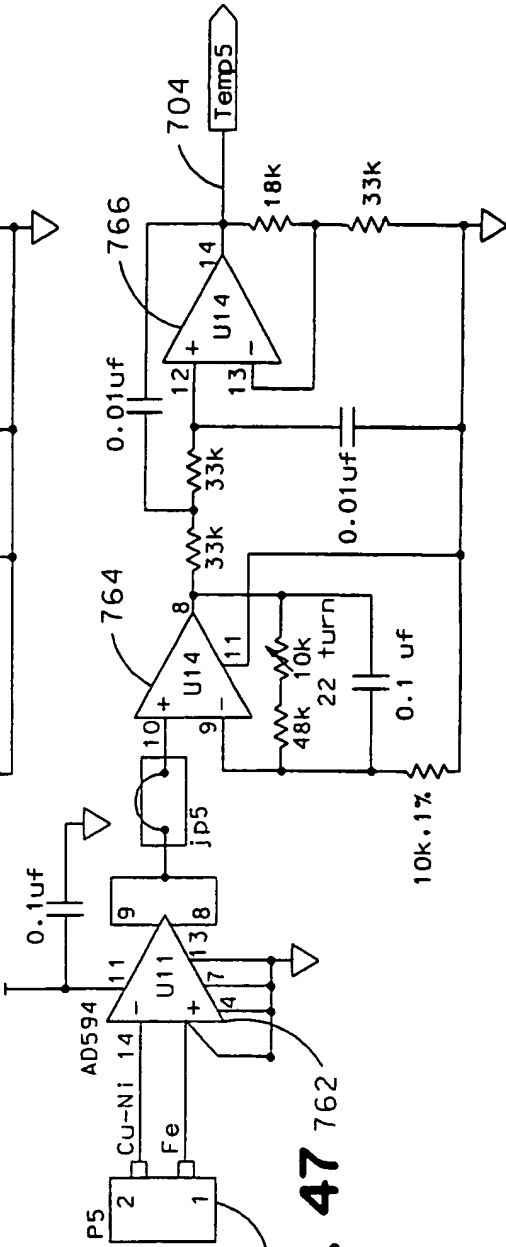 P5
2
1
Cu-Ni
Fe
AD594
14
-
+
U11
11
9
8
13
7
4
762
47
0.1uf
jp5
10
9
+
-
U14
8
11
764
48k
10k
22 turn
0.1 uf
10k.1%
33k
33k
0.01uf
0.01uf
12
13
+
-
U14
14
766
704
Temp5
18k
33k